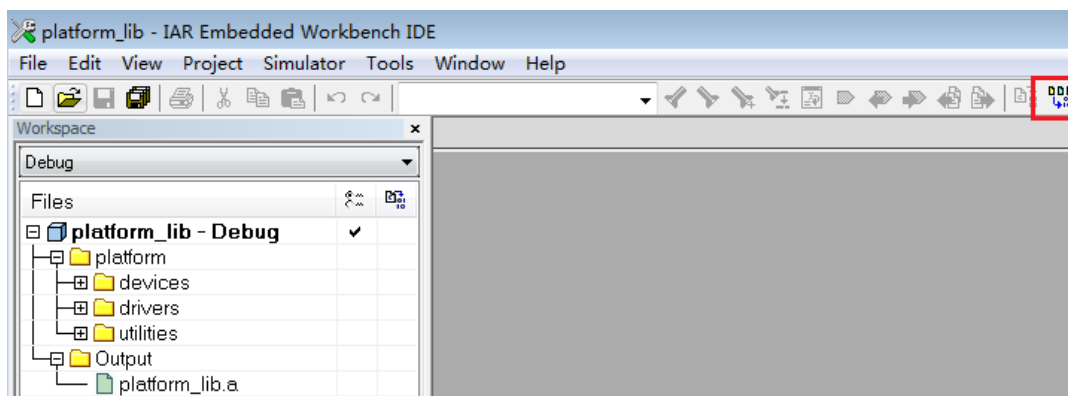 platform_lib - IAR Embedded Workbench IDE
File Edit View Project Simulator Tools Window Help
Workspace
Debug
Files
platform_lib - Debug
platform
devices
drivers
utilities
Output
platform_lib.a